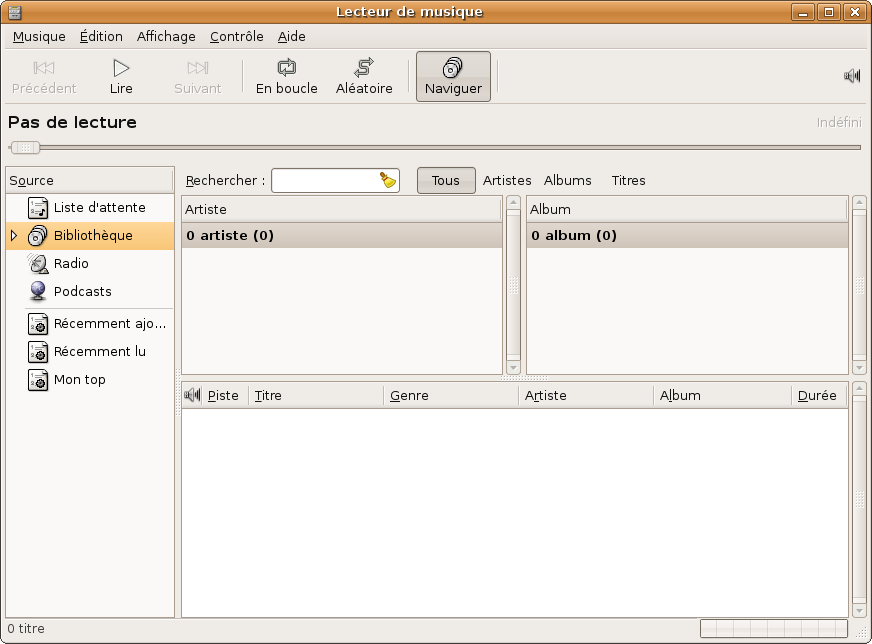 Lecteur de musique
Musique Édition Affichage Contrôle Aide
Précédent Lire Suivant En boucle Aléatoire Naviguer
Pas de lecture Indéfini
Source
Liste d'attente
Bibliothèque
Radio
Podcasts
Récemment ajo...
Récemment lu
Mon top
Rechercher : Tous Artistes Albums Titres
Artiste Album
0 artiste (0) 0 album (0)
Piste Titre Genre Artiste Album Durée
0 titre